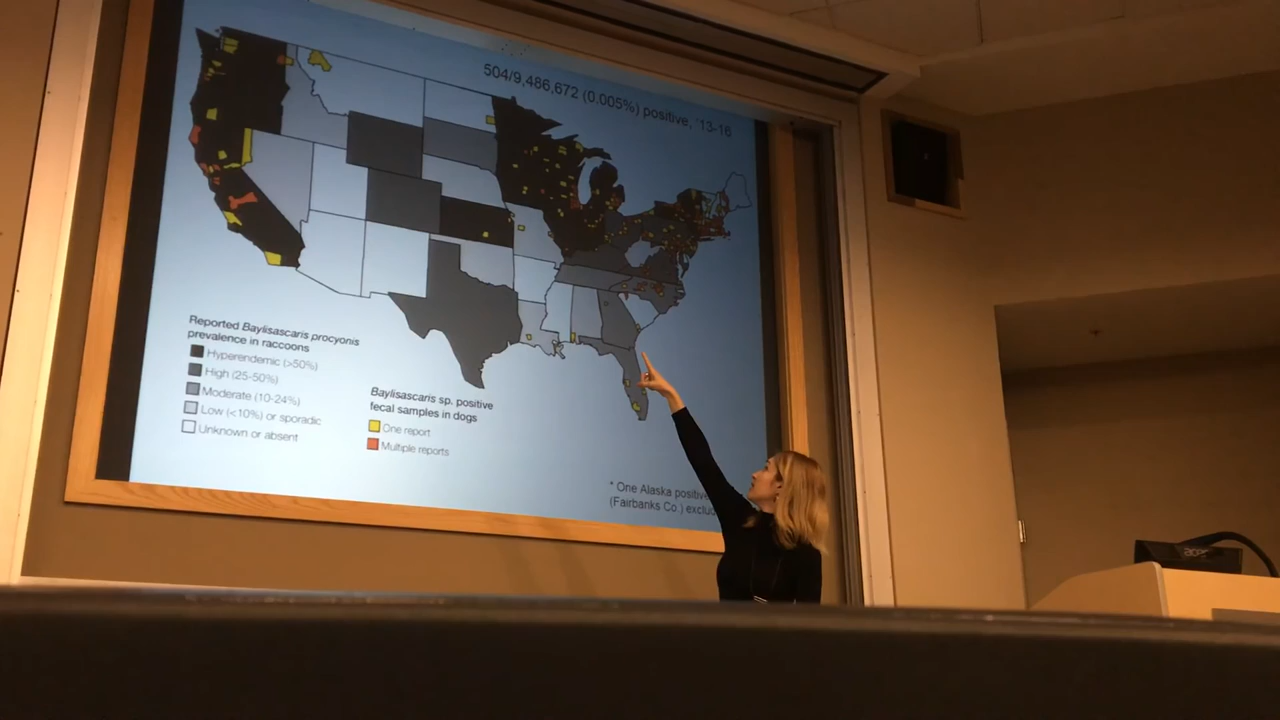 504/9,486,672 (0.005%) positive, '13-16
Reported Baylisascaris procyonis
prevalence in raccoons
Hyperendemic (>50%)
High (25-50%)
Moderate (10-24%)
Low (<10%) or sporadic
Unknown or absent
Baylisascaris sp. positive
fecal samples in dogs
One report
Multiple reports
* One Alaska positive
(Fairbanks Co.) exclu
acer